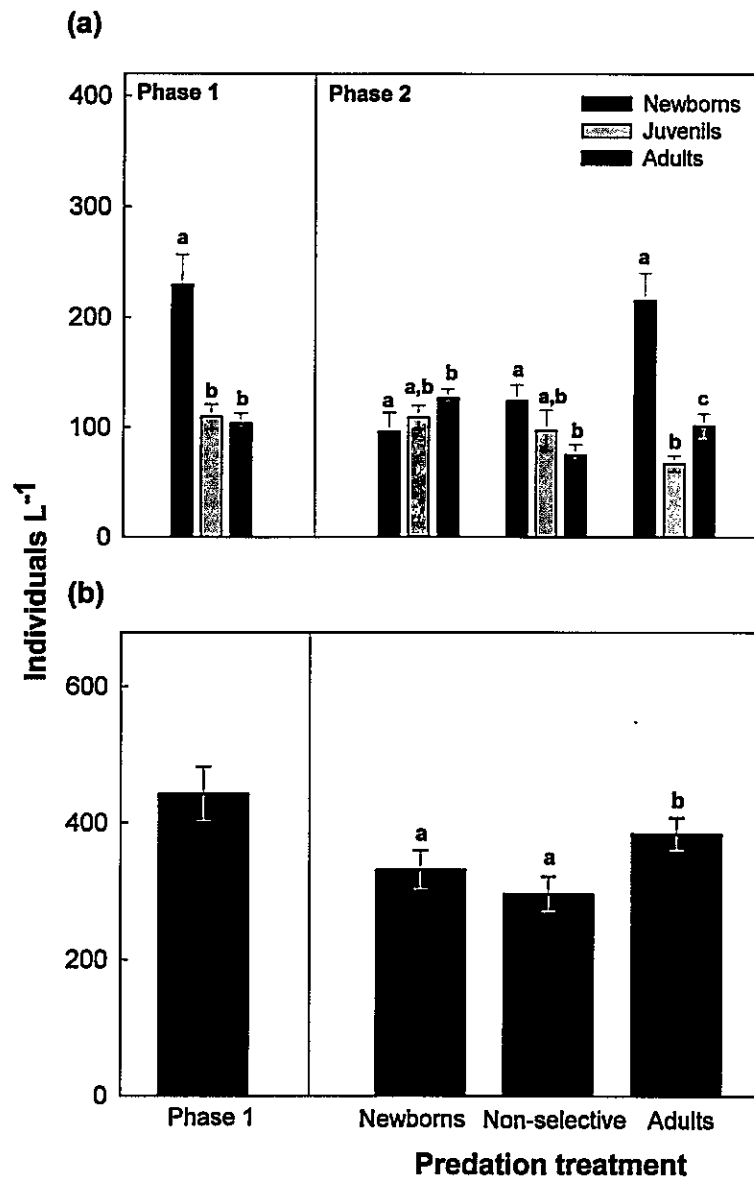 (a)
Phase 1
Phase 2
Newborns
Juvenils
Adults
400
300
200
100
0
a
b
b
a
a,b
b
a
a,b
b
a
b
c
Individuals L⁻¹
(b)
600
400
200
0
a
a
b
Phase 1
Newborns
Non-selective
Adults
Predation treatment